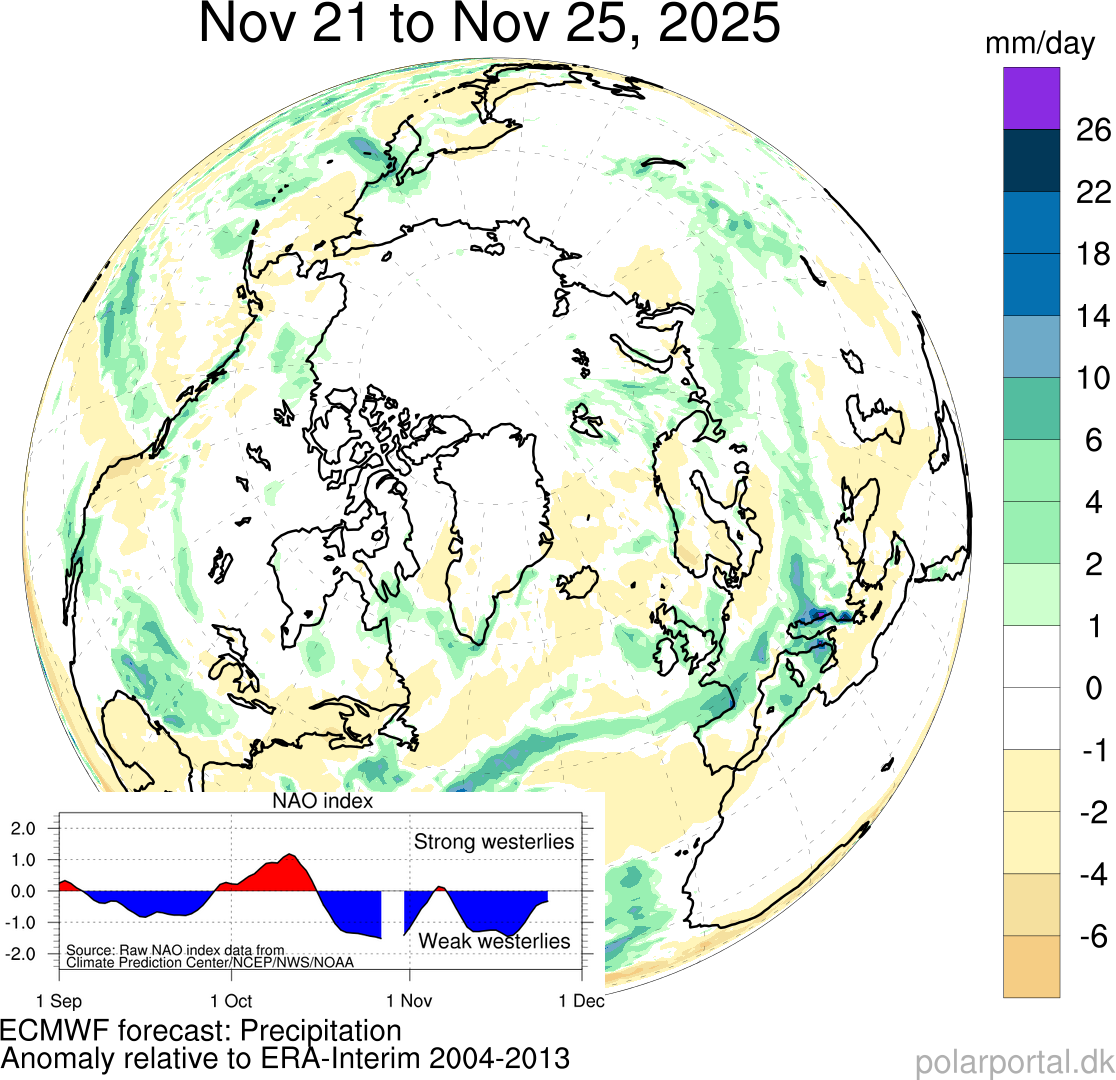 Nov 21 to Nov 25, 2025
mm/day
26
22
18
14
10
6
4
2
1
0
-1
-2
-4
-6
NAO index
2.0
1.0
0.0
-1.0
-2.0
Strong westerlies
Weak westerlies
Source: Raw NAO index data from
Climate Prediction Center/NCEP/NWS/NOAA
1 Sep 1 Oct 1 Nov 1 Dec
ECMWF forecast: Precipitation
Anomaly relative to ERA-Interim 2004-2013
polarportal.dk